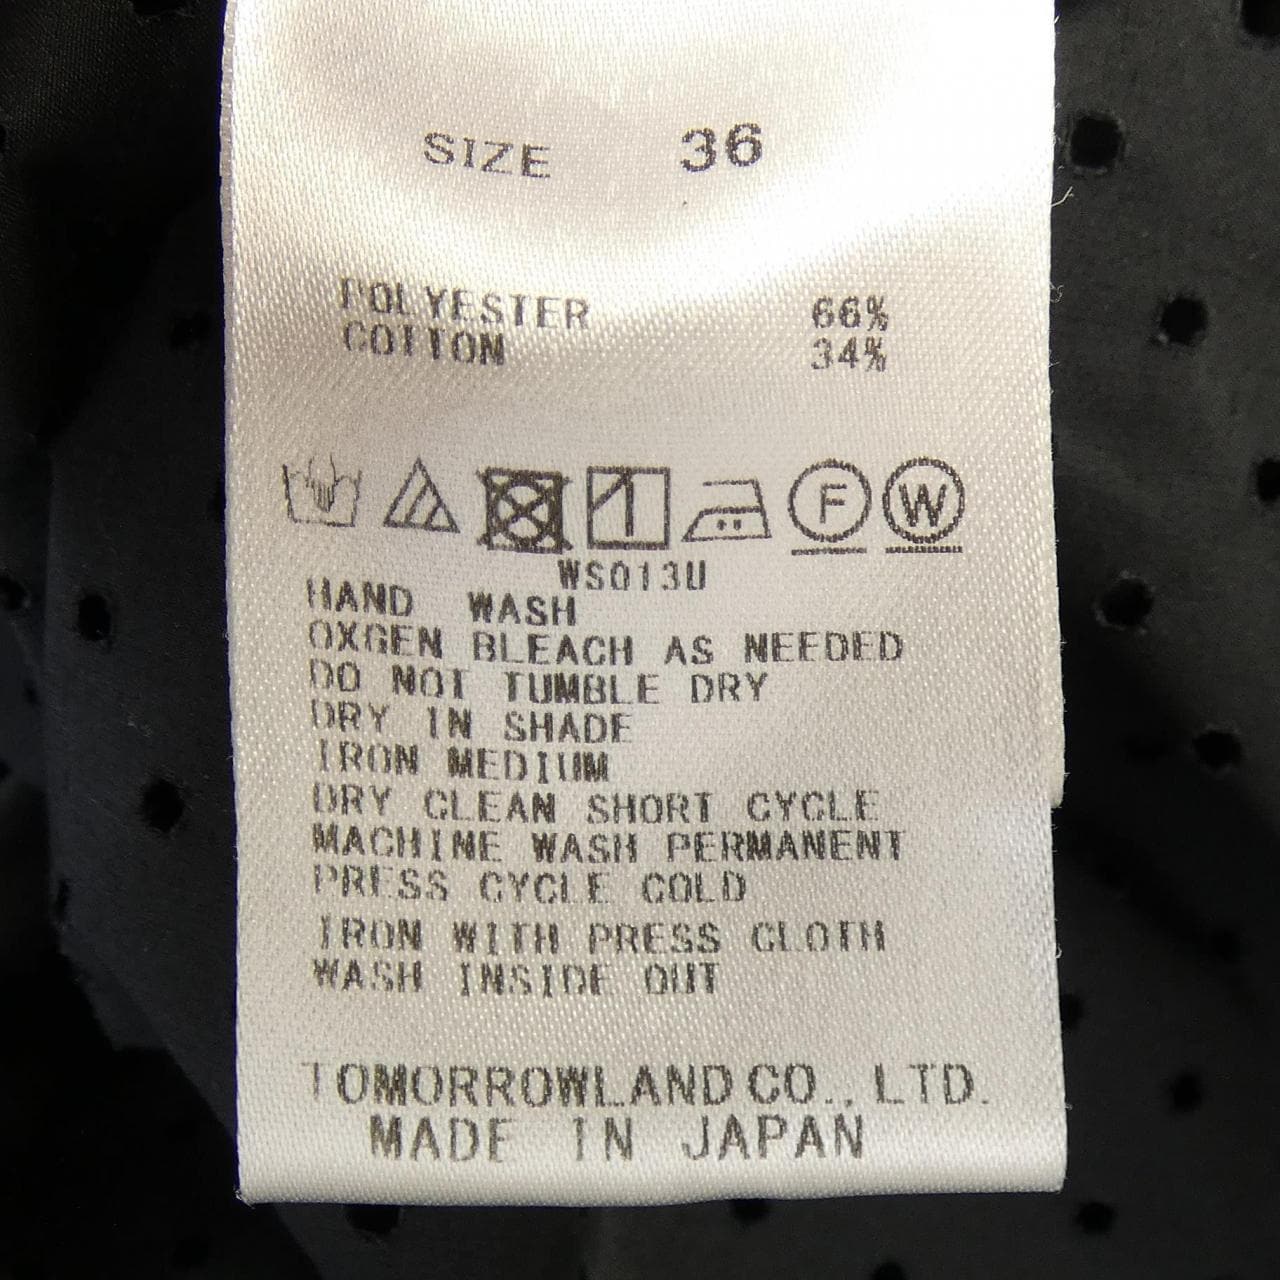 SIZE 36
POLYESTER 66%
COTTON 34%
F W
WS013U
HAND WASH
OXGEN BLEACH AS NEEDED
DO NOT TUMBLE DRY
DRY IN SHADE
IRON MEDIUM
DRY CLEAN SHORT CYCLE
MACHINE WASH PERMANENT
PRESS CYCLE COLD
IRON WITH PRESS CLOTH
WASH INSIDE OUT
TOMORROWLAND CO., LTD.
MADE IN JAPAN